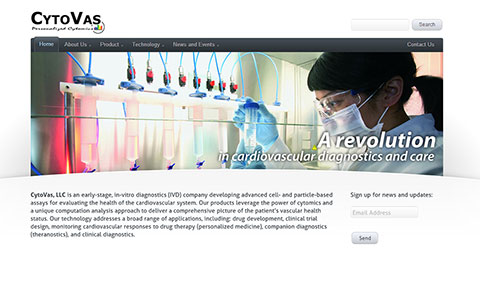 CYTOVAS
Personalized Cytomics
Search
Home About Us Product Technology News and Events Contact Us
A revolution
in cardiovascular diagnostics and care
CytoVas, LLC is an early-stage, in-vitro diagnostics (IVD) company developing advanced cell- and particle-based
assays for evaluating the health of the cardiovascular system. Our products leverage the power of cytomics and
a unique computation analysis approach to deliver a comprehensive picture of the patient's vascular health
status. Our technology addresses a broad range of applications, including: drug development, clinical trial
design, monitoring cardiovascular responses to drug therapy (personalized medicine), companion diagnostics
(theranostics), and clinical diagnostics.
Sign up for news and updates:
Email Address
Send